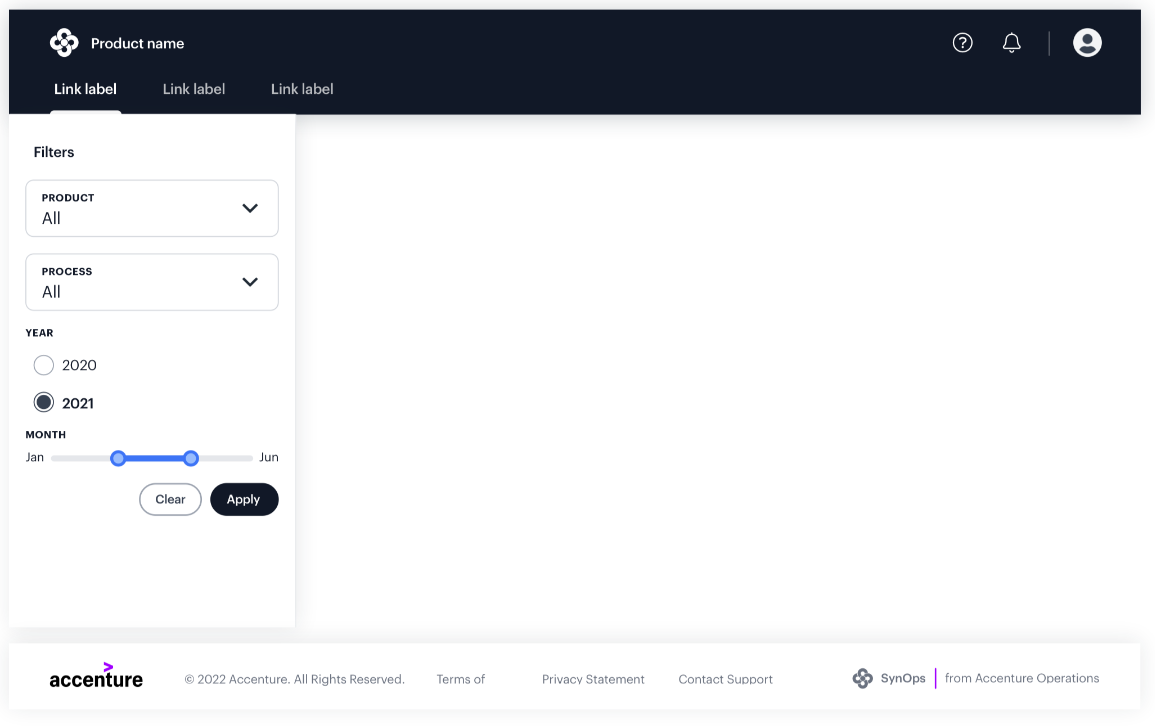 Product name
Link label Link label Link label
Filters
PRODUCT
All
PROCESS
All
YEAR
2020
2021
MONTH
Jan Jun
Clear Apply
accenture © 2022 Accenture. All Rights Reserved. Terms of Privacy Statement Contact Support SynOps from Accenture Operations